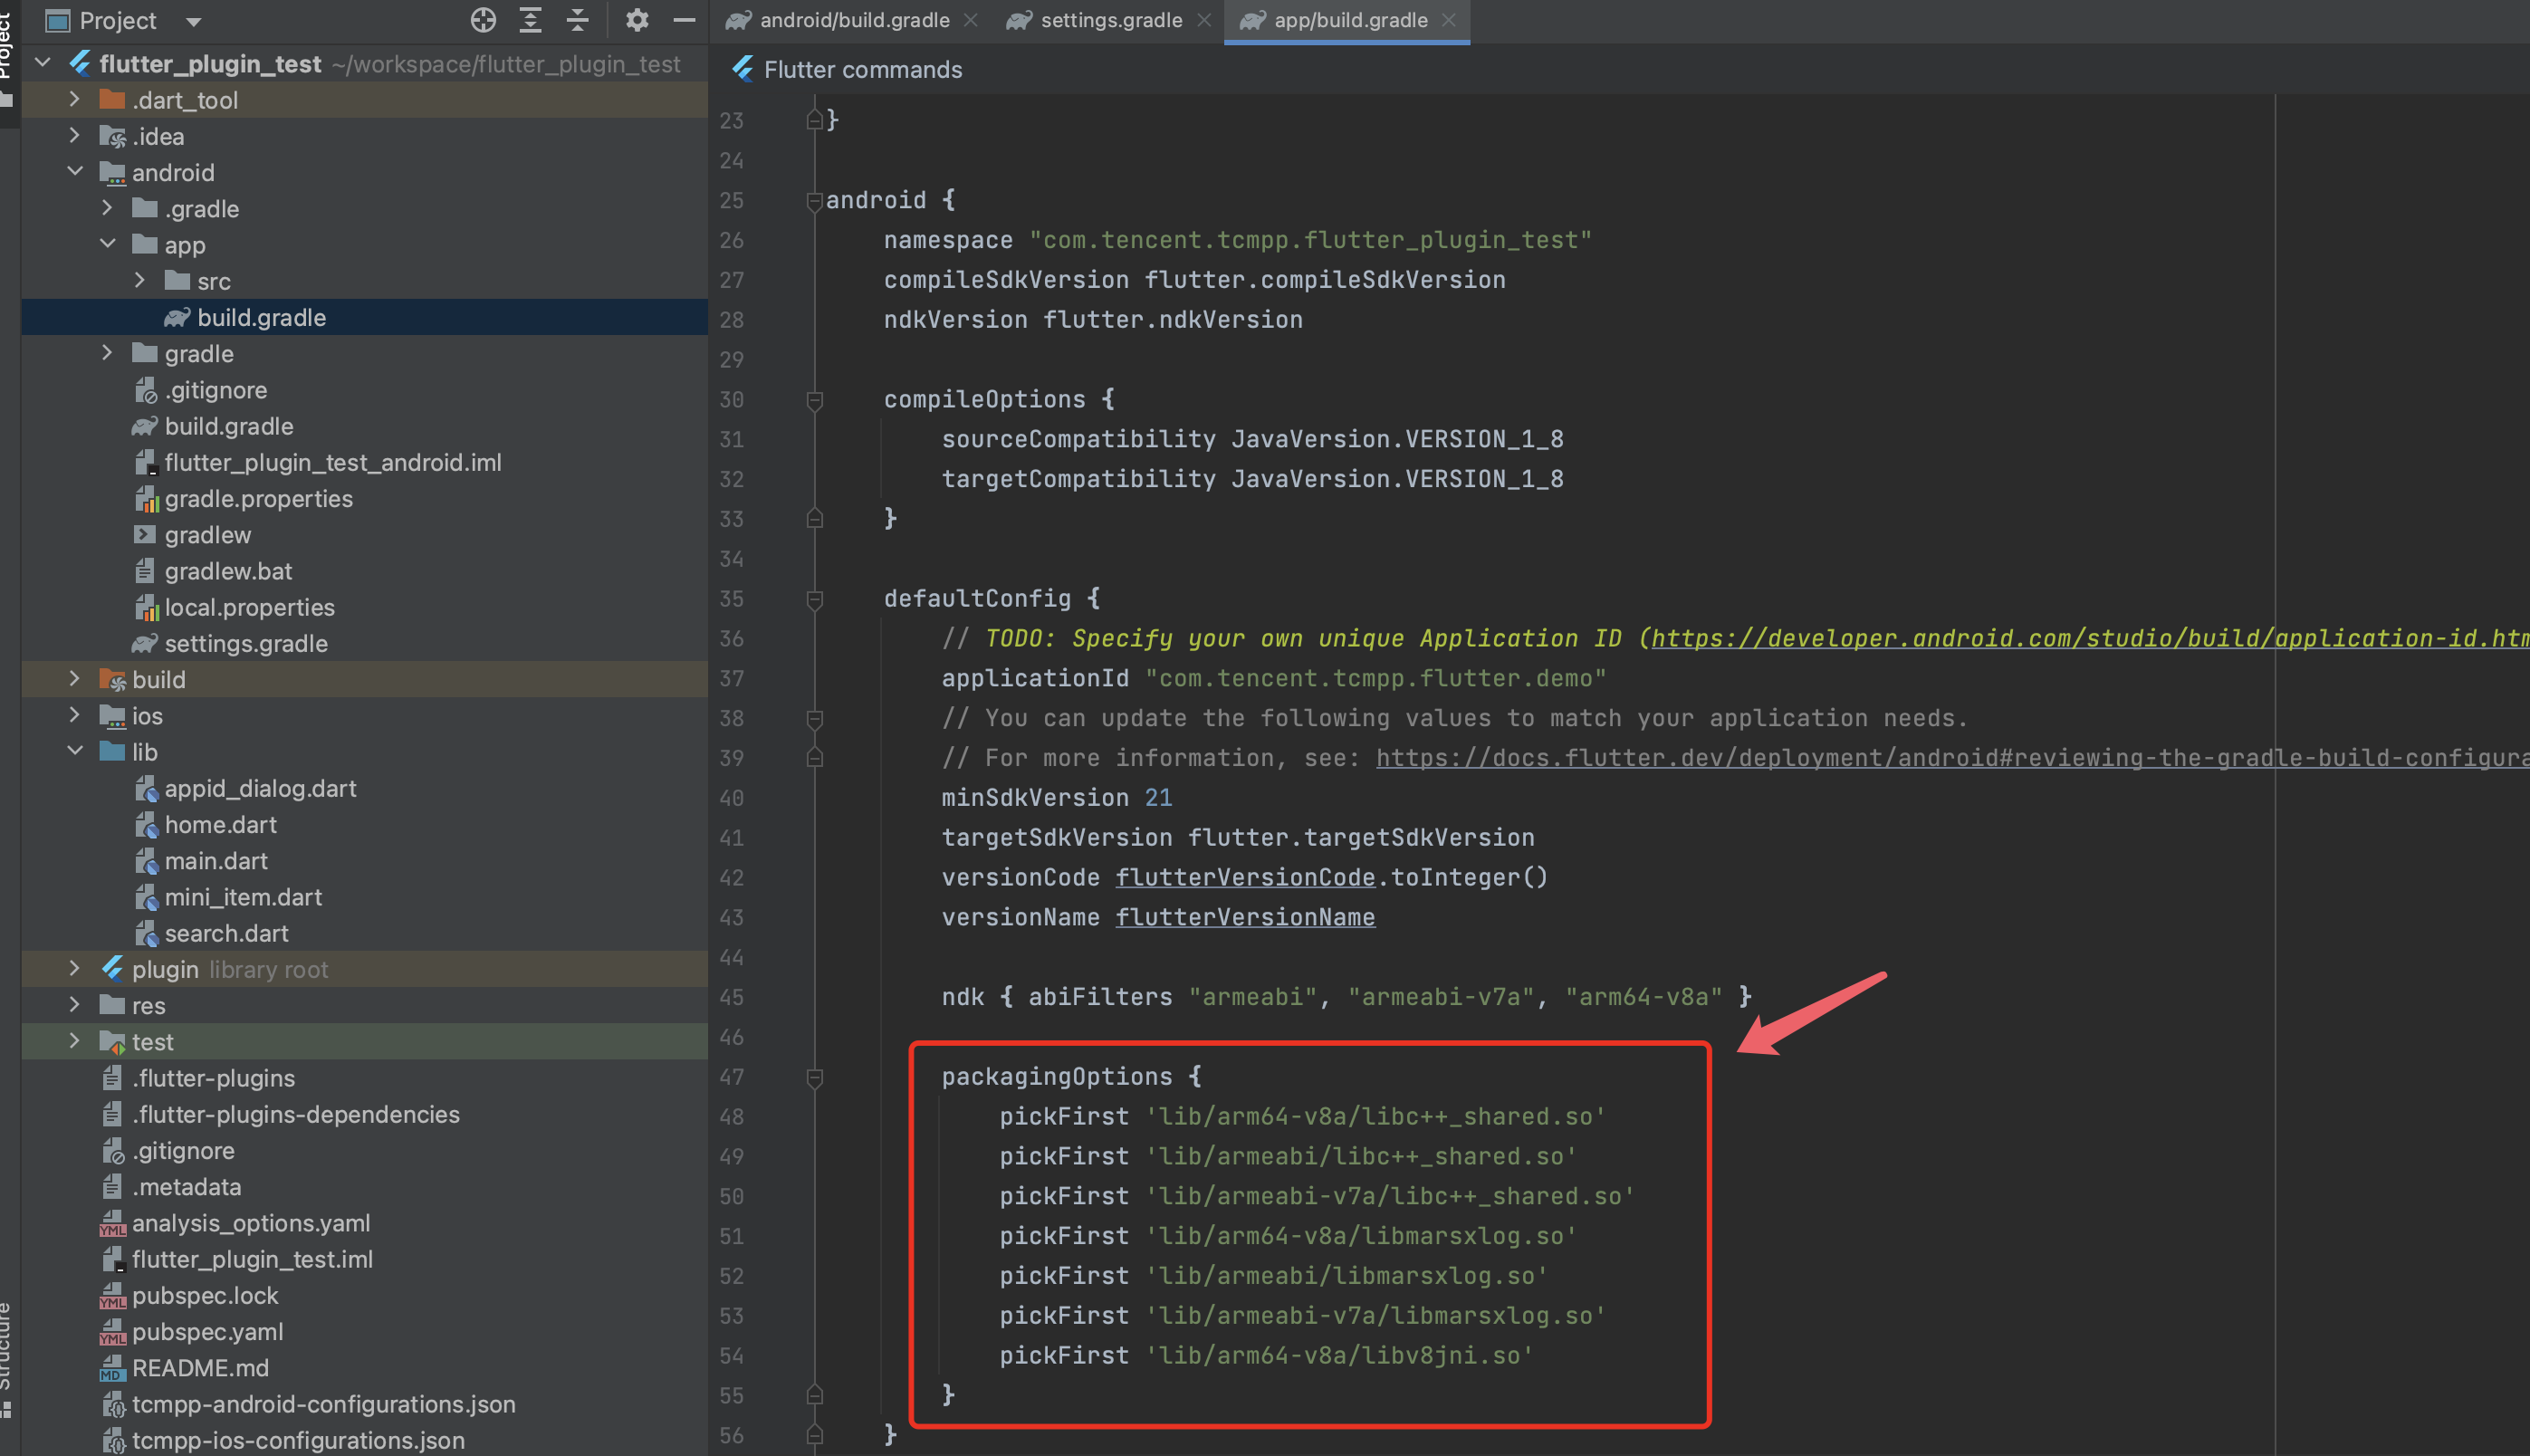 Project
Project
flutter_plugin_test ~/workspace/flutter_plugin_test
.dart_tool
.idea
android
.gradle
app
src
build.gradle
gradle
.gitignore
build.gradle
flutter_plugin_test_android.iml
gradle.properties
gradlew
gradlew.bat
local.properties
settings.gradle
build
ios
lib
appid_dialog.dart
home.dart
main.dart
mini_item.dart
search.dart
plugin library root
res
test
.flutter-plugins
.flutter-plugins-dependencies
.gitignore
.metadata
analysis_options.yaml
flutter_plugin_test.iml
pubspec.lock
pubspec.yaml
README.md
tcmpp-android-configurations.json
tcmpp-ios-configurations.json
Structure
android/build.gradle
settings.gradle
app/build.gradle
Flutter commands
23 }
24
25 android {
26 namespace "com.tencent.tcmpp.flutter_plugin_test"
27 compileSdkVersion flutter.compileSdkVersion
28 ndkVersion flutter.ndkVersion
29
30 compileOptions {
31 sourceCompatibility JavaVersion.VERSION_1_8
32 targetCompatibility JavaVersion.VERSION_1_8
33 }
34
35 defaultConfig {
36 // TODO: Specify your own unique Application ID (https://developer.android.com/studio/build/application-id.htm
37 applicationId "com.tencent.tcmpp.flutter.demo"
38 // You can update the following values to match your application needs.
39 // For more information, see: https://docs.flutter.dev/deployment/android#reviewing-the-gradle-build-configura
40 minSdkVersion 21
41 targetSdkVersion flutter.targetSdkVersion
42 versionCode flutterVersionCode.toInteger()
43 versionName flutterVersionName
44
45 ndk { abiFilters "armeabi", "armeabi-v7a", "arm64-v8a" }
46
47 packagingOptions {
48 pickFirst 'lib/arm64-v8a/libc++_shared.so'
49 pickFirst 'lib/armeabi/libc++_shared.so'
50 pickFirst 'lib/armeabi-v7a/libc++_shared.so'
51 pickFirst 'lib/arm64-v8a/libmarsxlog.so'
52 pickFirst 'lib/armeabi/libmarsxlog.so'
53 pickFirst 'lib/armeabi-v7a/libmarsxlog.so'
54 pickFirst 'lib/arm64-v8a/libv8jni.so'
55 }
56 }